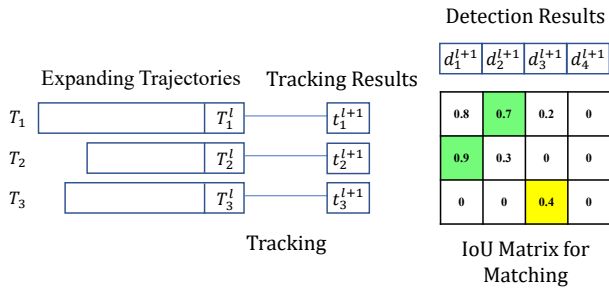 Detection Results
d_1^{l+1} d_2^{l+1} d_3^{l+1} d_4^{l+1}
Expanding Trajectories Tracking Results
T_1 T_1^l t_1^{l+1} 0.8 0.7 0.2 0
T_2 T_2^l t_2^{l+1} 0.9 0.3 0 0
T_3 T_3^l t_3^{l+1} 0 0 0.4 0
Tracking
IoU Matrix for
Matching